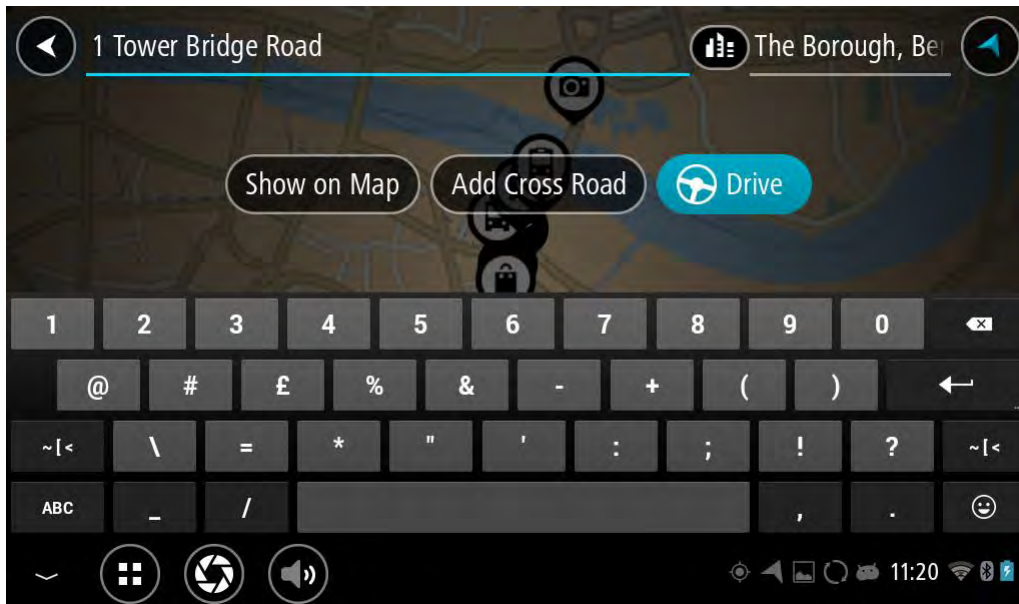 1 Tower Bridge Road The Borough, Be
Show on Map Add Cross Road Drive
1 2 3 4 5 6 7 8 9 0
@ # £ % & - + ( )
~[< \ = * " ' : ; ! ? ~[<
ABC _ / , .
11:20